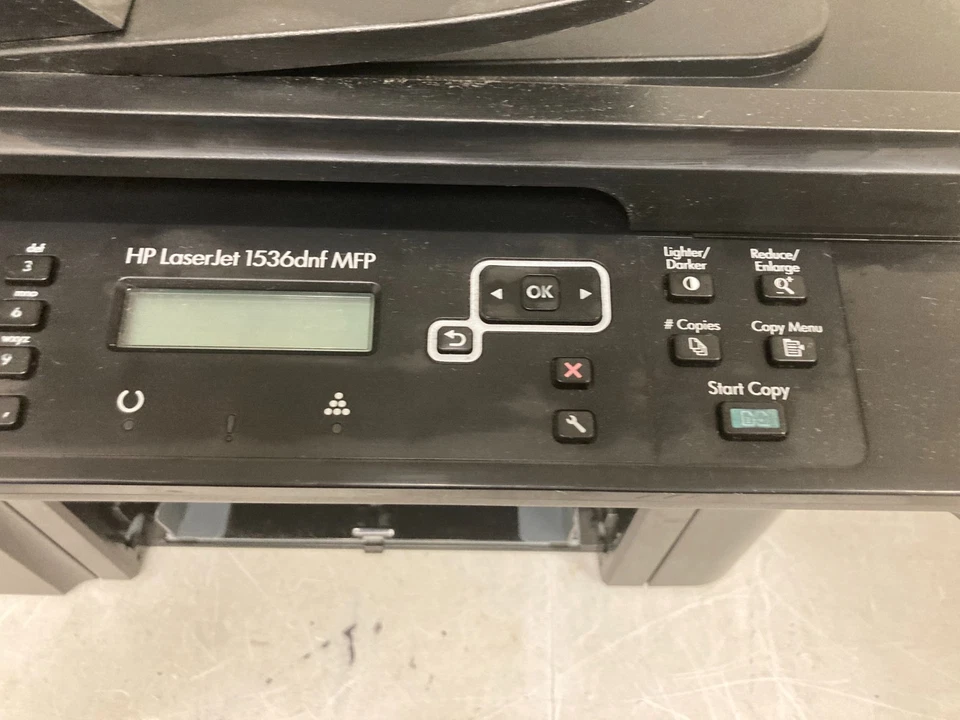 HP LaserJet 1536dnf MFP
def
3
mno
6
wxyz
9
OK
Lighter/
Darker
Reduce/
Enlarge
# Copies
Copy Menu
Start Copy